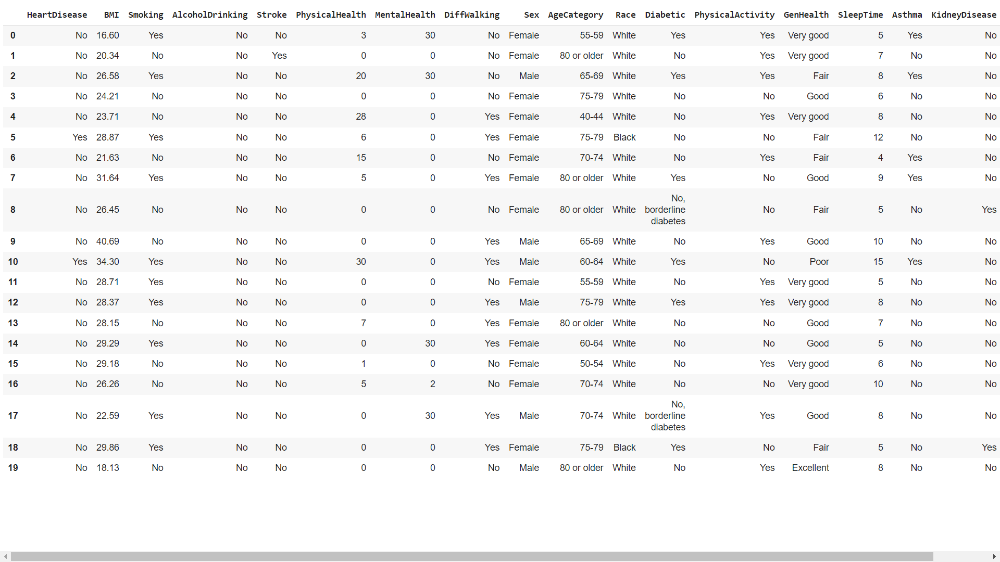 HeartDisease BMI Smoking AlcoholDrinking Stroke PhysicalHealth MentalHealth DiffWalking Sex AgeCategory Race Diabetic PhysicalActivity GenHealth SleepTime Asthma KidneyDisease
0 No 16.60 Yes No No 3 30 No Female 55-59 White Yes Yes Very good 5 Yes No
1 No 20.34 No No Yes 0 0 No Female 80 or older White No Yes Very good 7 No No
2 No 26.58 Yes No No 20 30 No Male 65-69 White Yes Yes Fair 8 Yes No
3 No 24.21 No No No 0 0 No Female 75-79 White No No Good 6 No No
4 No 23.71 No No No 28 0 Yes Female 40-44 White No Yes Very good 8 No No
5 Yes 28.87 Yes No No 6 0 Yes Female 75-79 Black No No Fair 12 No No
6 No 21.63 No No No 15 0 No Female 70-74 White No Yes Fair 4 Yes No
7 No 31.64 Yes No No 5 0 Yes Female 80 or older White Yes No Good 9 Yes No
8 No 26.45 No No No 0 0 No Female 80 or older White No, borderline diabetes No Fair 5 No Yes
9 No 40.69 No No No 0 0 Yes Male 65-69 White No Yes Good 10 No No
10 Yes 34.30 Yes No No 30 0 Yes Male 60-64 White Yes No Poor 15 Yes No
11 No 28.71 Yes No No 0 0 No Female 55-59 White No Yes Very good 5 No No
12 No 28.37 Yes No No 0 0 Yes Male 75-79 White Yes Yes Very good 8 No No
13 No 28.15 No No No 7 0 Yes Female 80 or older White No No Good 7 No No
14 No 29.29 Yes No No 0 30 Yes Female 60-64 White No No Good 5 No No
15 No 29.18 No No No 1 0 No Female 50-54 White No Yes Very good 6 No No
16 No 26.26 No No No 5 2 No Female 70-74 White No No Very good 10 No No
17 No 22.59 Yes No No 0 30 Yes Male 70-74 White No, borderline diabetes Yes Good 8 No No
18 No 29.86 Yes No No 0 0 Yes Female 75-79 Black Yes No Fair 5 No Yes
19 No 18.13 No No No 0 0 No Male 80 or older White No Yes Excellent 8 No No